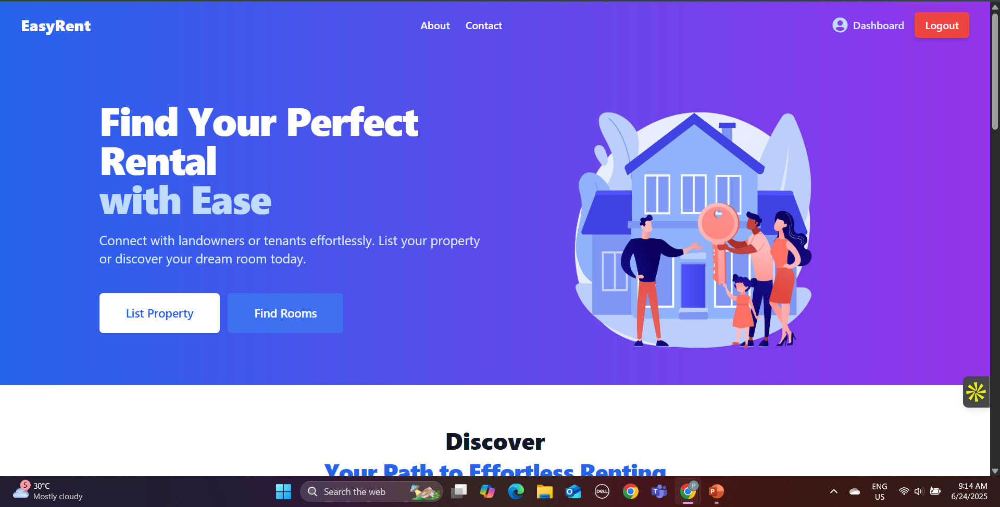 EasyRent
About
Contact
Dashboard
Logout
Find Your Perfect
Rental
with Ease
Connect with landowners or tenants effortlessly. List your property
or discover your dream room today.
List Property
Find Rooms
Discover
Your Path to Effortless Renting
5
30°C
Mostly cloudy
Search the web
DELL
P
ENG
US
9:14 AM
6/24/2025